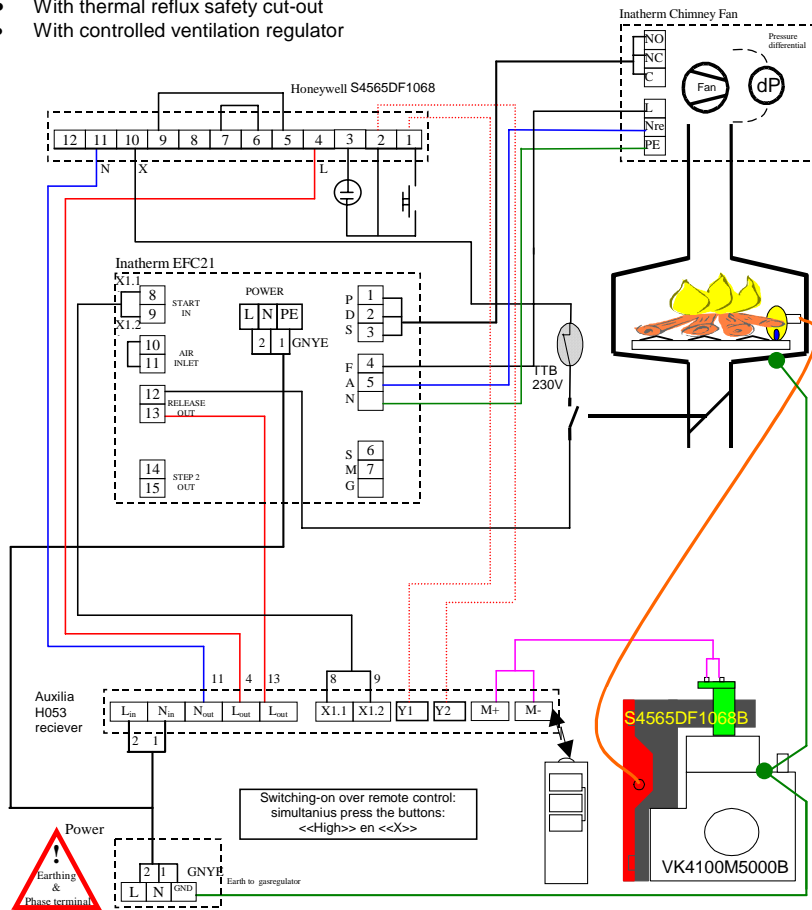 • With thermal reflux safety cut-out
• With controlled ventilation regulator
Inatherm Chimney Fan
NO
NC
C
Pressure
differential
Fan
dP
L
Nre
PE
Honeywell S4565DF1068
12 11 10 9 8 7 6 5 4 3 2 1
N X L
Inatherm EFC21
X1.1
8
9
X1.2
START
IN
10
11
AIR
INLET
12
13
RELEASE
OUT
14
15
STEP 2
OUT
POWER
L N PE
2 1 GNYE
P 1
D 2
S 3
F 4
A 5
N
S 6
M 7
G
TTB
230V
11 4 13 8 9
Auxilia
H053
reciever
Lin Nin Nout Lout Lout X1.1 X1.2 Y1 Y2 M+ M-
2 1
Switching-on over remote control:
simultanius press the buttons:
<<High>> en <<X>>
S4565DF1068B
VK4100M5000B
Power
!
Earthing
&
Phase terminal
2 1 GNYE
L N GND
Earth to gasregulator